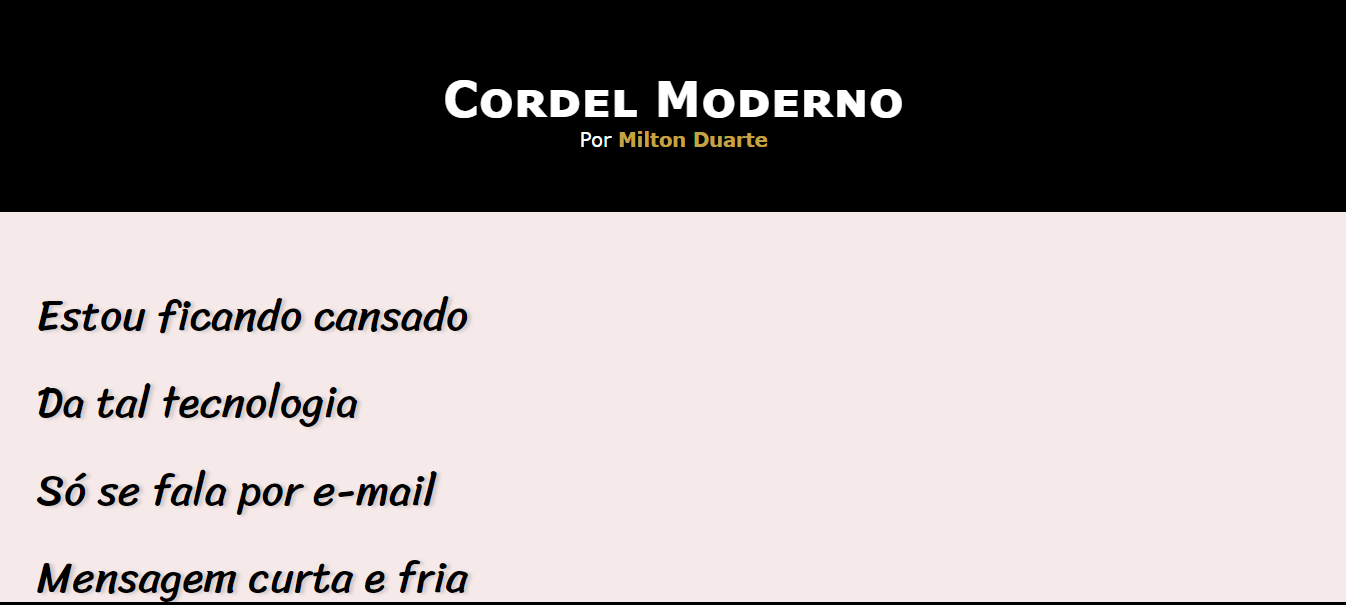 Cordel Moderno
Por Milton Duarte
Estou ficando cansado
Da tal tecnologia
Só se fala por e-mail
Mensagem curta e fria